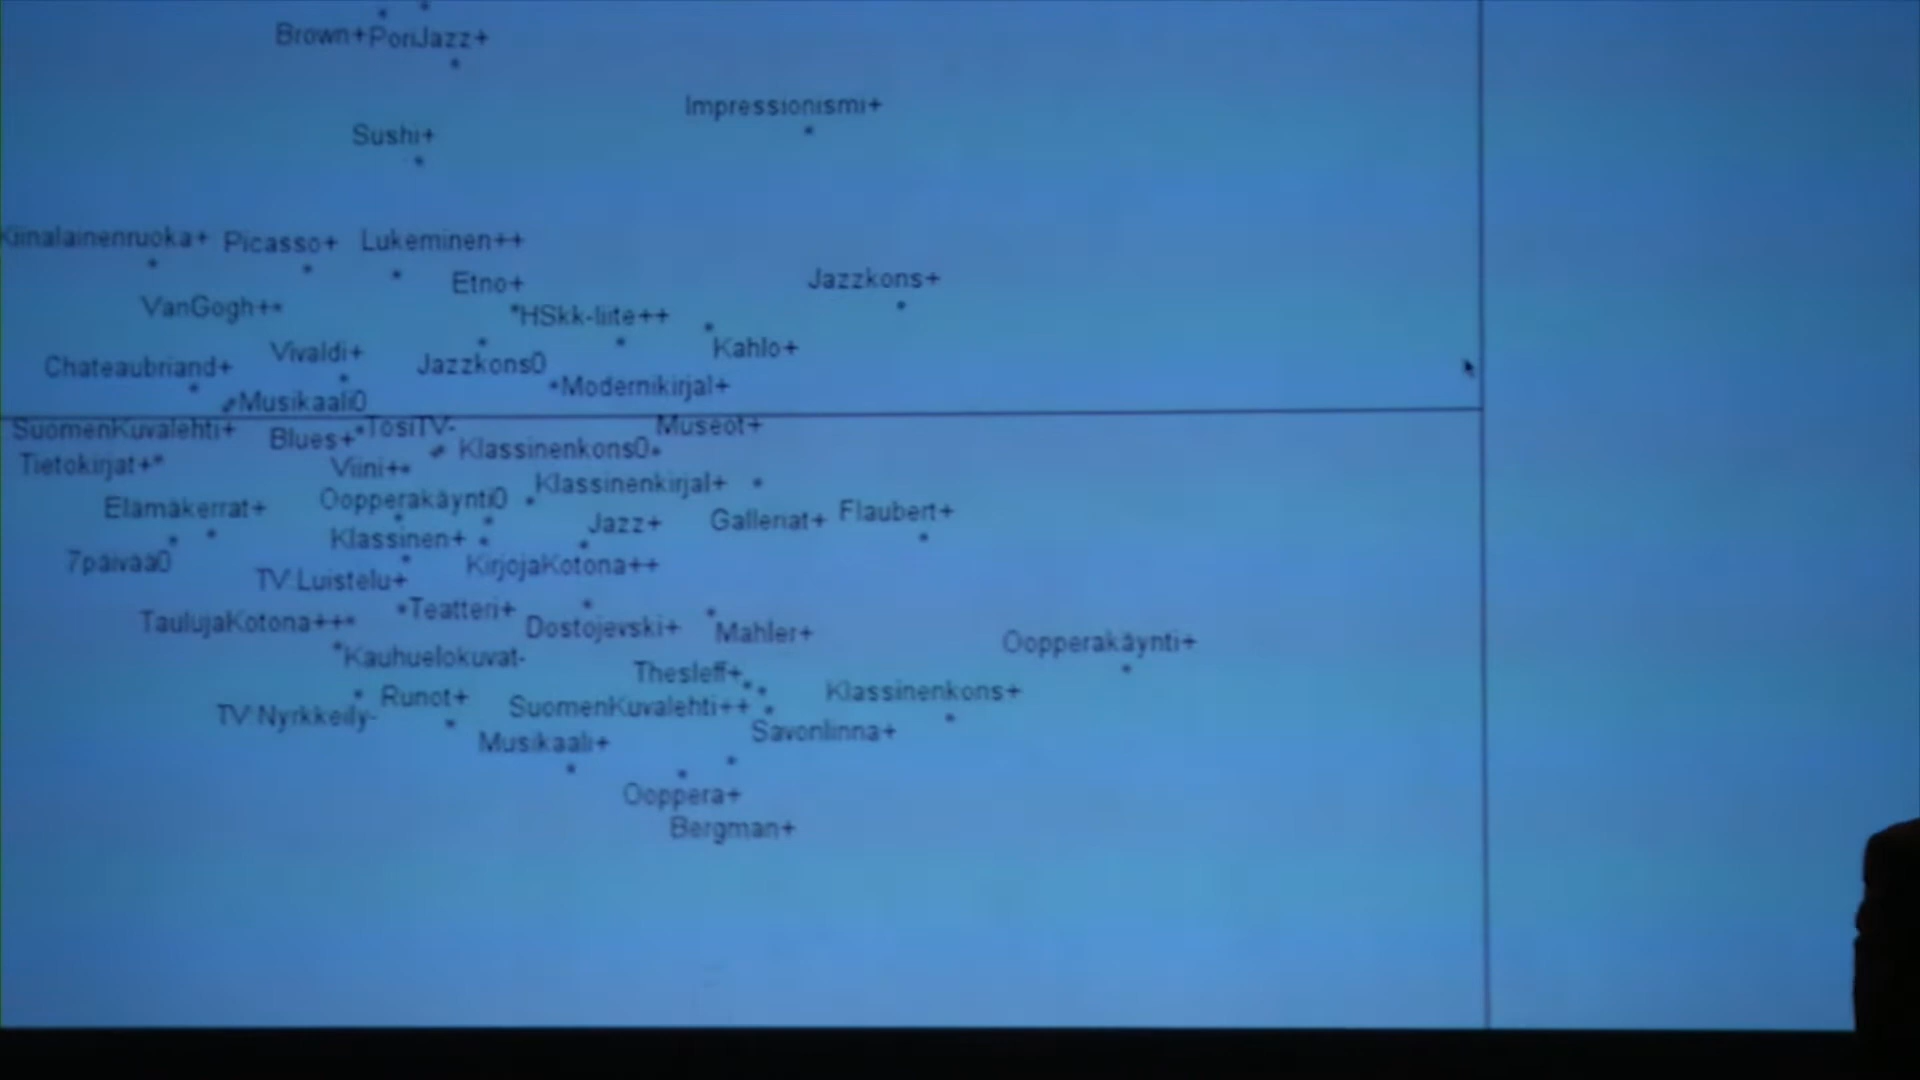 Brown+ PoriJazz+
Impressionismi+
Sushi+
Kiinalainenruoka+ Picasso+ Lukeminen++
Etno+ Jazzkons+
VanGogh++
HSkk-liite++
Vivaldi+ Kahlo+
Chateaubriand+ Jazzkons0
Modernikirjal+
Musikaali0
SuomenKuvalehti+ Blues+ TosiTV- Museot+
Klassinenkons0
Tietokirjat+ Viini++
Klassinenkirjal+
Elämäkerrat+ Oopperakäynti0
Jazz+ Galleriat+ Flaubert+
Klassinen+
7päivää0 KirjojaKotona++
TV:Luistelu+
TaulujaKotona+++ Teatteri+
Dostojevski+ Mahler+ Oopperakäynti+
Kauhuelokuvat-
Thesleff+
Runot+ Klassinenkons+
TV:Nyrkkeily- SuomenKuvalehti++
Savonlinna+
Musikaali+
Ooppera+
Bergman+